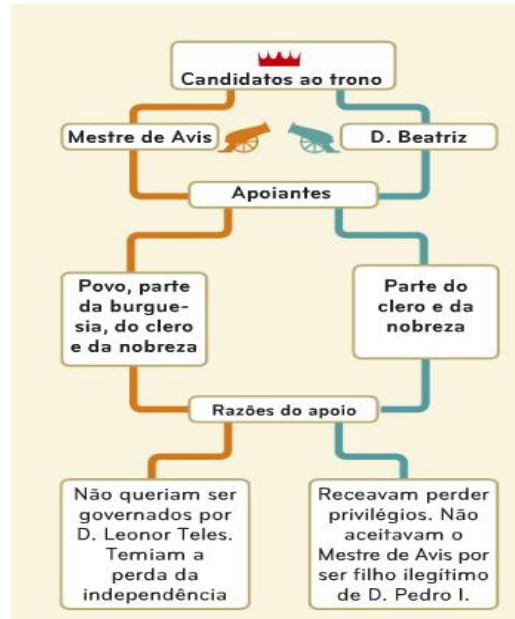 Candidatos ao trono
Mestre de Avis
D. Beatriz
Apoiantes
Povo, parte
da burgue-
sia, do clero
e da nobreza
Parte do
clero e da
nobreza
Razões do apoio
Não queriam ser
governados por
D. Leonor Teles.
Temiam a
perda da
independência
Receavam perder
privilégios. Não
aceitavam o
Mestre de Avis por
ser filho ilegítimo
de D. Pedro I.